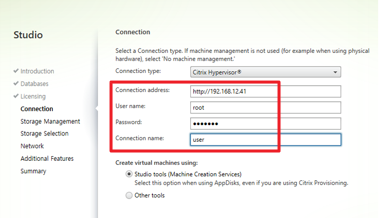 Studio
✓ Introduction
✓ Databases
✓ Licensing
Connection
Storage Management
Storage Selection
Network
Additional Features
Summary
Connection
Select a Connection type. If machine management is not used (for example when using physical
hardware), select 'No machine management.'
Connection type: Citrix Hypervisor®
Connection address: http://192.168.12.41
User name: root
Password: •••••••
Connection name: user
Create virtual machines using:
Studio tools (Machine Creation Services)
Select this option when using AppDisks, even if you are using Citrix Provisioning.
Other tools